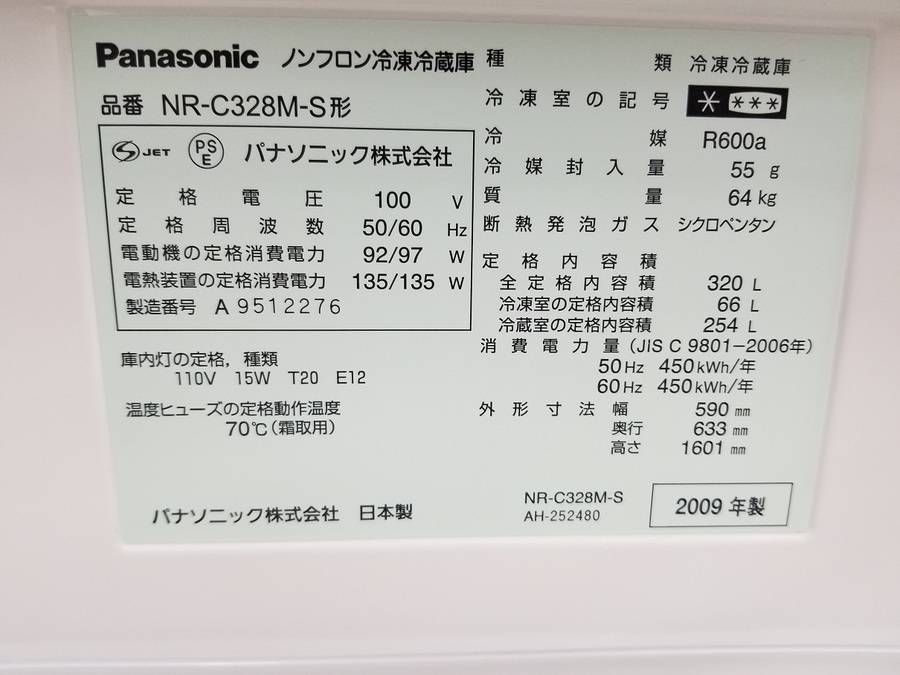 Panasonic ノンフロン冷凍冷蔵庫
品番 NR-C328M-S形
S JET PS E パナソニック株式会社
定格電圧 100 V
定格周波数 50/60 Hz
電動機の定格消費電力 92/97 W
電熱装置の定格消費電力 135/135 W
製造番号 A 9512276
庫内灯の定格,種類
110V 15W T20 E12
温度ヒューズの定格動作温度
70℃(霜取用)
パナソニック株式会社 日本製
種類 冷凍冷蔵庫
冷凍室の記号 * ***
冷媒 R600a
冷媒封入量 55 g
質量 64 kg
断熱発泡ガス シクロペンタン
定格内容積
全定格内容積 320 L
冷凍室の定格内容積 66 L
冷蔵室の定格内容積 254 L
消費電力量(JIS C 9801-2006年)
50Hz 450kWh/年
60Hz 450kWh/年
外形寸法幅 590 mm
奥行 633 mm
高さ 1601 mm
NR-C328M-S
AH-252480
2009年製